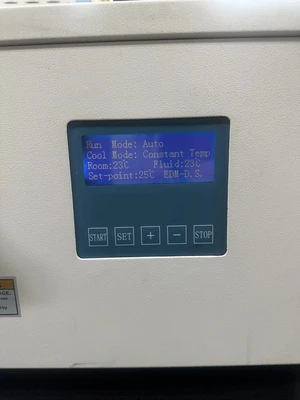 Run Mode: Auto
Cool Mode: Constant Temp
Room:23C Fluid:23C
Set-point:25C EDM-D.S.
START SET + - STOP